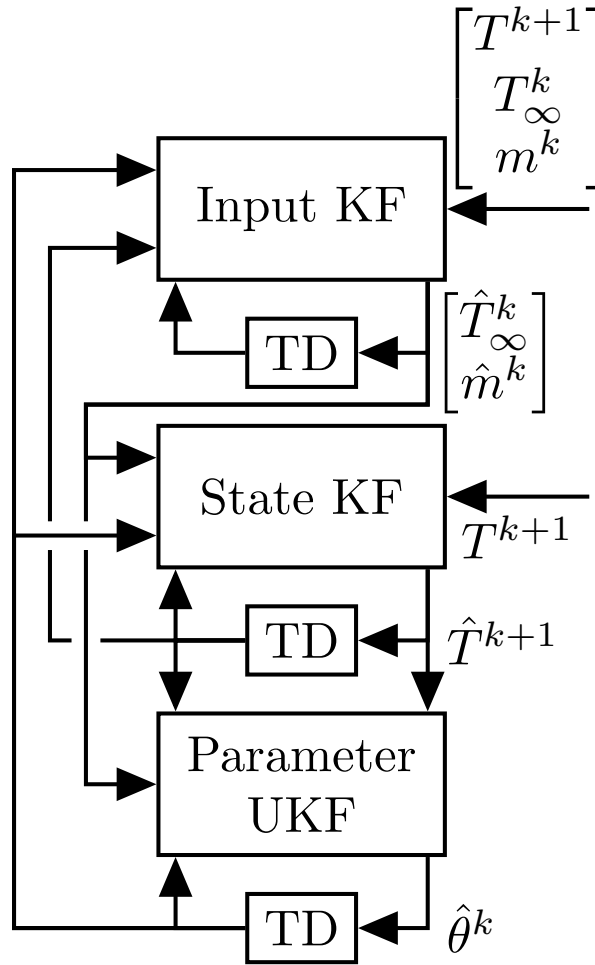 T^{k+1}
T_∞^k
m^k
Input KF
TD
T̂_∞^k
m̂^k
State KF
T^{k+1}
TD
T̂^{k+1}
Parameter
UKF
TD
θ̂^k